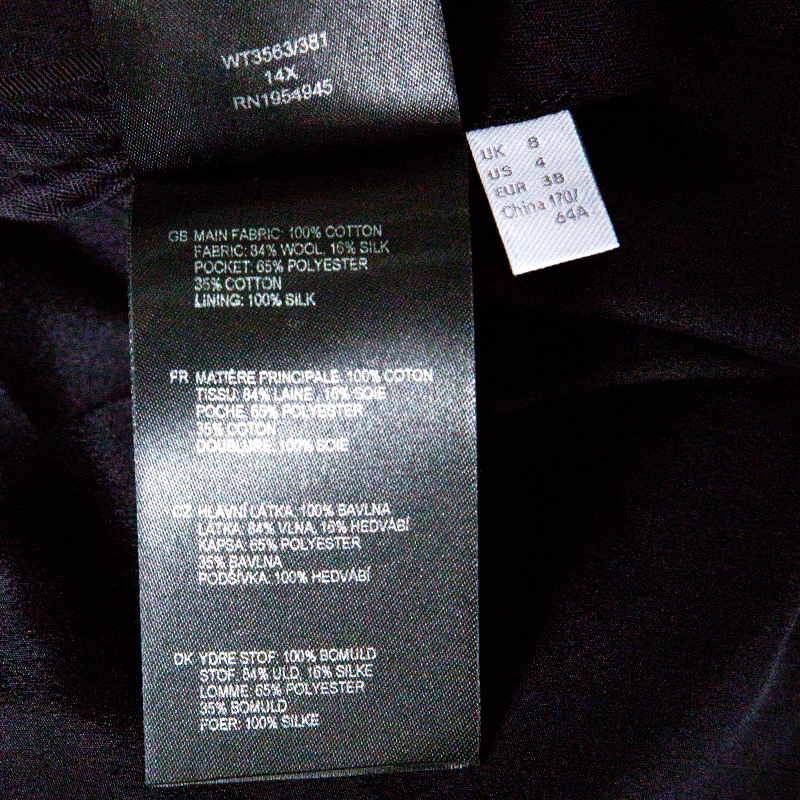 WT3563/381
14X
RN1954945
UK 8
US 4
EUR 38
China 170/
64A
GB MAIN FABRIC: 100% COTTON
FABRIC: 84% WOOL, 16% SILK
POCKET: 65% POLYESTER
35% COTTON
LINING: 100% SILK
FR MATIÈRE PRINCIPALE: 100% COTON
TISSU: 84% LAINE, 16% SOIE
POCHE: 65% POLYESTER
35% COTON
DOUBLURE: 100% SOIE
CZ HLAVNÍ LÁTKA: 100% BAVLNA
LÁTKA: 84% VLNA, 16% HEDVÁBÍ
KAPSA: 65% POLYESTER
35% BAVLNA
PODŠÍVKA: 100% HEDVÁBÍ
DK YDRE STOF: 100% BOMULD
STOF: 84% ULD, 16% SILKE
LOMME: 65% POLYESTER
35% BOMULD
FOER: 100% SILKE